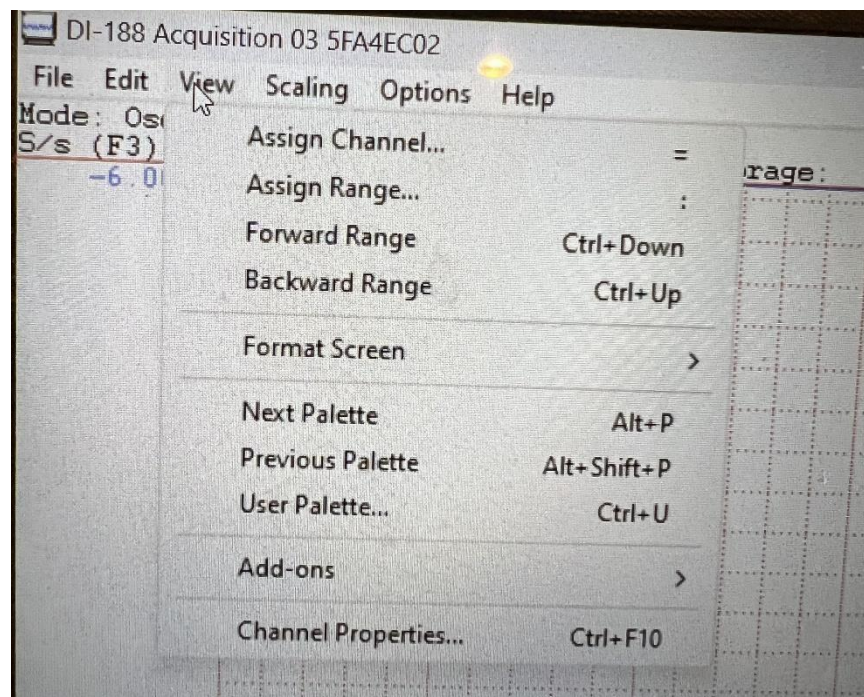 DI-188 Acquisition 03 5FA4EC02
File Edit View Scaling Options Help
Mode:
S/s (F3) rage:
-6.0
Assign Channel... =
Assign Range... :
Forward Range Ctrl+Down
Backward Range Ctrl+Up
Format Screen >
Next Palette Alt+P
Previous Palette Alt+Shift+P
User Palette... Ctrl+U
Add-ons >
Channel Properties... Ctrl+F10